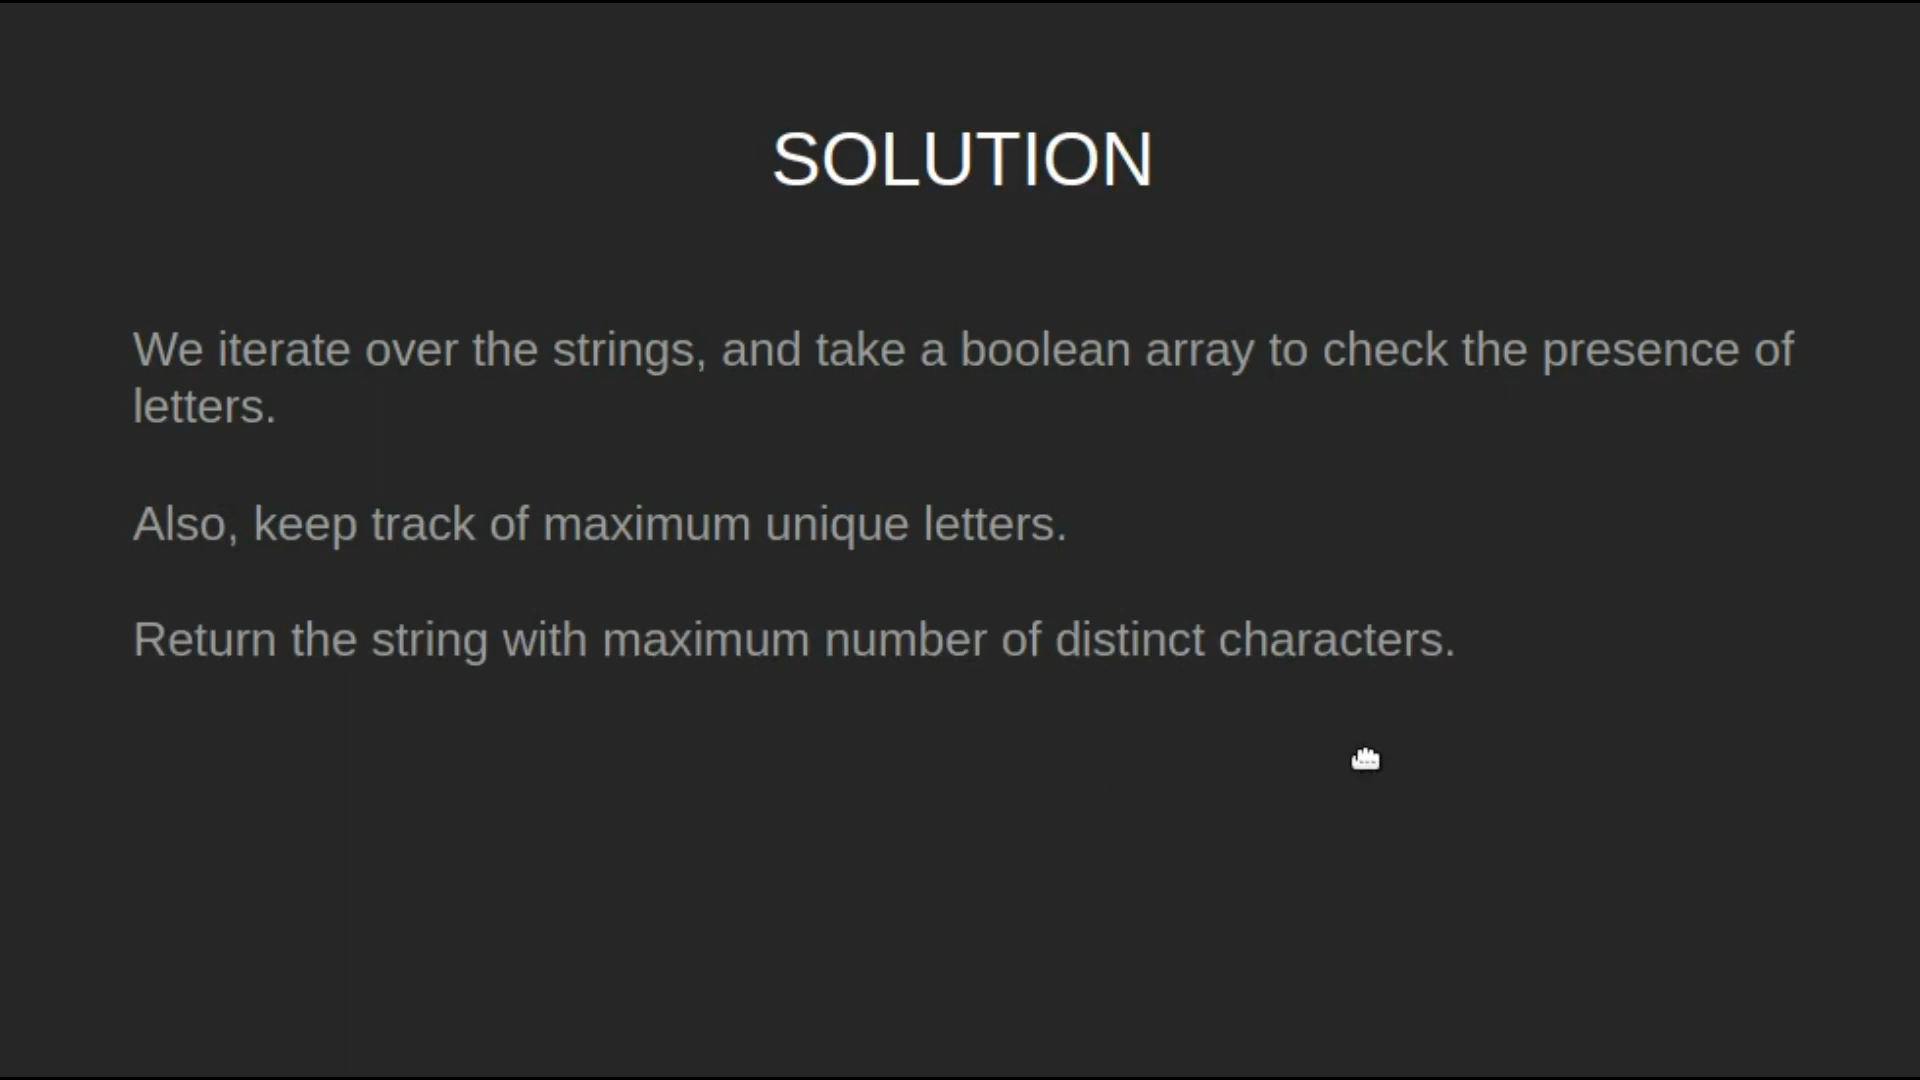 SOLUTION
We iterate over the strings, and take a boolean array to check the presence of
letters.
Also, keep track of maximum unique letters.
Return the string with maximum number of distinct characters.